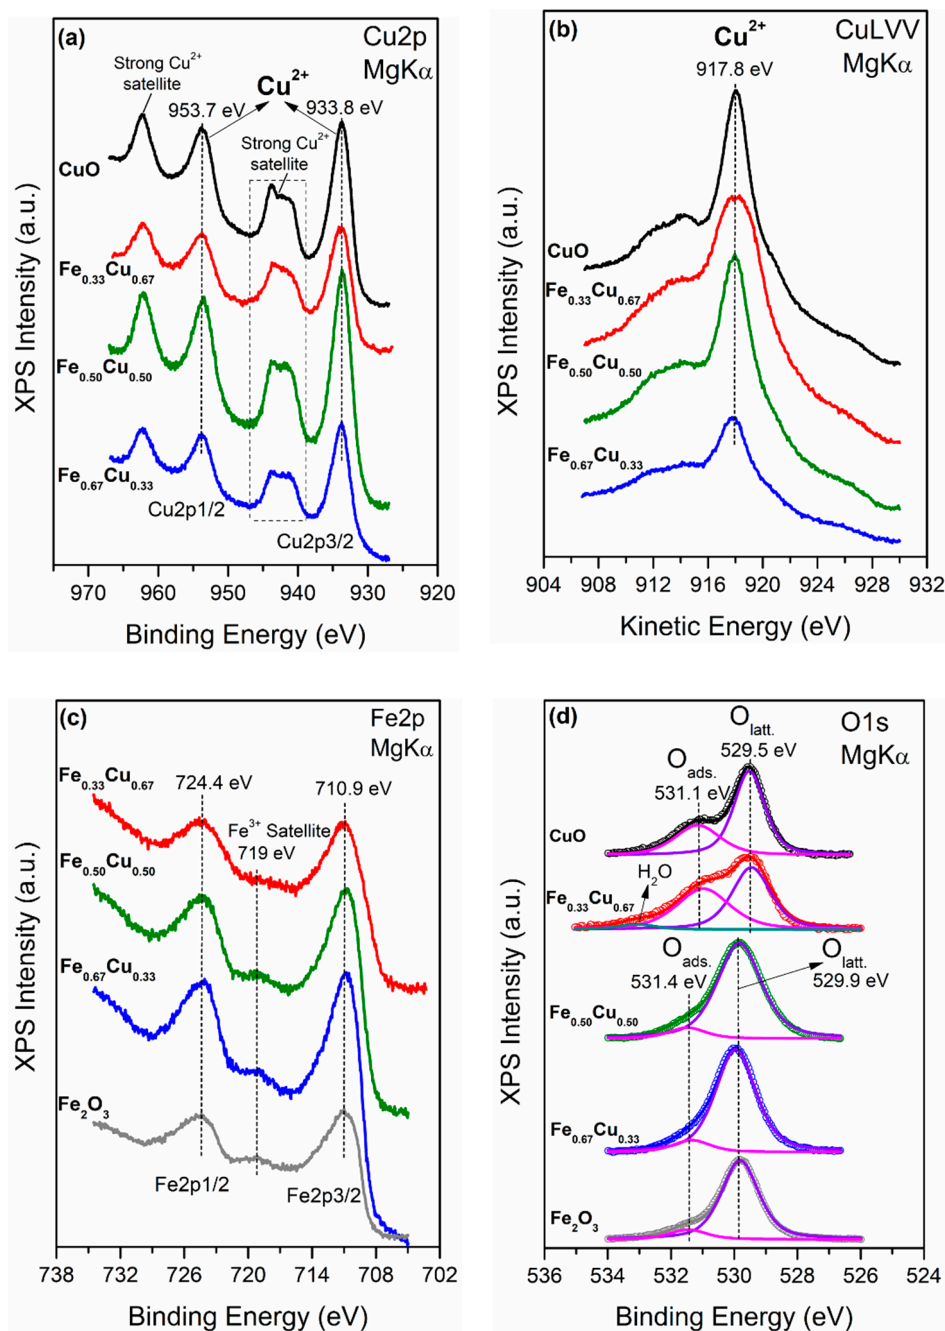 (a)
Cu2p
MgKα
Strong Cu2+
satellite
Cu2+
953.7 eV
933.8 eV
Strong Cu2+
satellite
CuO
Fe0.33Cu0.67
Fe0.50Cu0.50
Fe0.67Cu0.33
Cu2p1/2
Cu2p3/2
XPS Intensity (a.u.)
970 960 950 940 930 920
Binding Energy (eV)
(b)
Cu2+
CuLVV
MgKα
917.8 eV
CuO
Fe0.33Cu0.67
Fe0.50Cu0.50
Fe0.67Cu0.33
XPS Intensity (a.u.)
904 908 912 916 920 924 928 932
Kinetic Energy (eV)
(c)
Fe2p
MgKα
Fe0.33Cu0.67
724.4 eV
710.9 eV
Fe3+ Satellite
719 eV
Fe0.50Cu0.50
Fe0.67Cu0.33
Fe2O3
Fe2p1/2
Fe2p3/2
XPS Intensity (a.u.)
738 732 726 720 714 708 702
Binding Energy (eV)
(d)
O1s
MgKα
Olatt.
529.5 eV
Oads.
531.1 eV
CuO
H2O
Fe0.33Cu0.67
Oads.
531.4 eV
Olatt.
529.9 eV
Fe0.50Cu0.50
Fe0.67Cu0.33
Fe2O3
XPS Intensity (a.u.)
536 534 532 530 528 526 524
Binding Energy (eV)